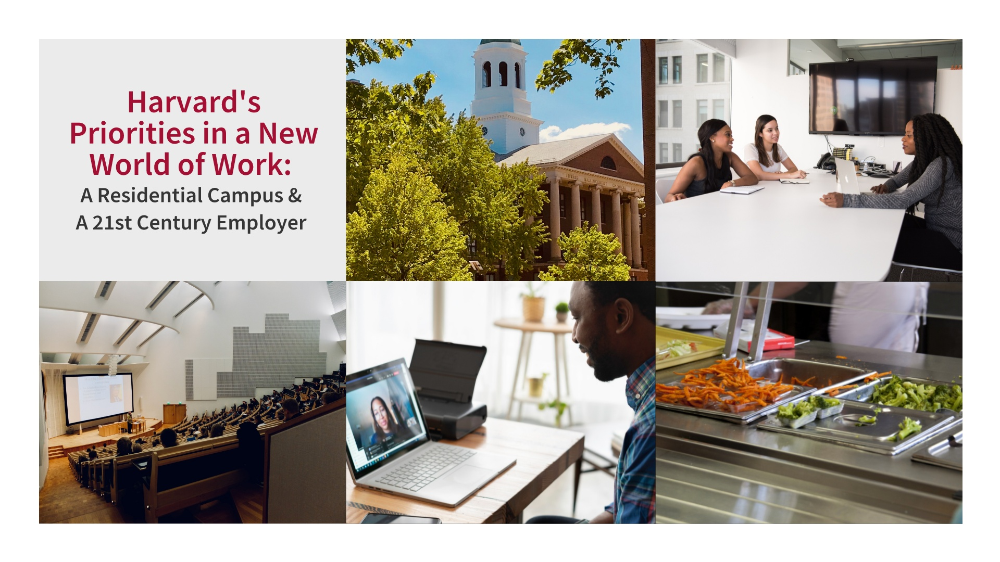 Harvard's
Priorities in a New
World of Work:
A Residential Campus &
A 21st Century Employer